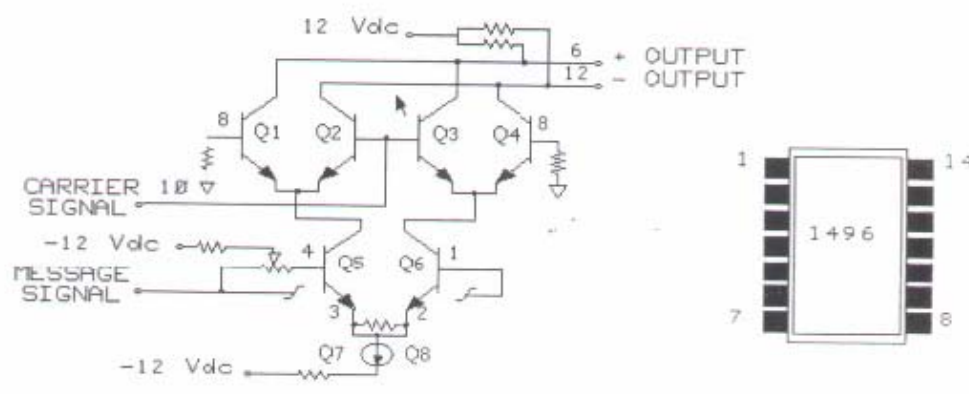 12 Vdc
6 + OUTPUT
12 - OUTPUT
8 Q1 Q2 Q3 Q4 8
CARRIER 10
SIGNAL
-12 Vdc
4 Q5 Q6 1
MESSAGE
SIGNAL
3 2
Q7 Q8
-12 Vdc
1 14
1496
7 8